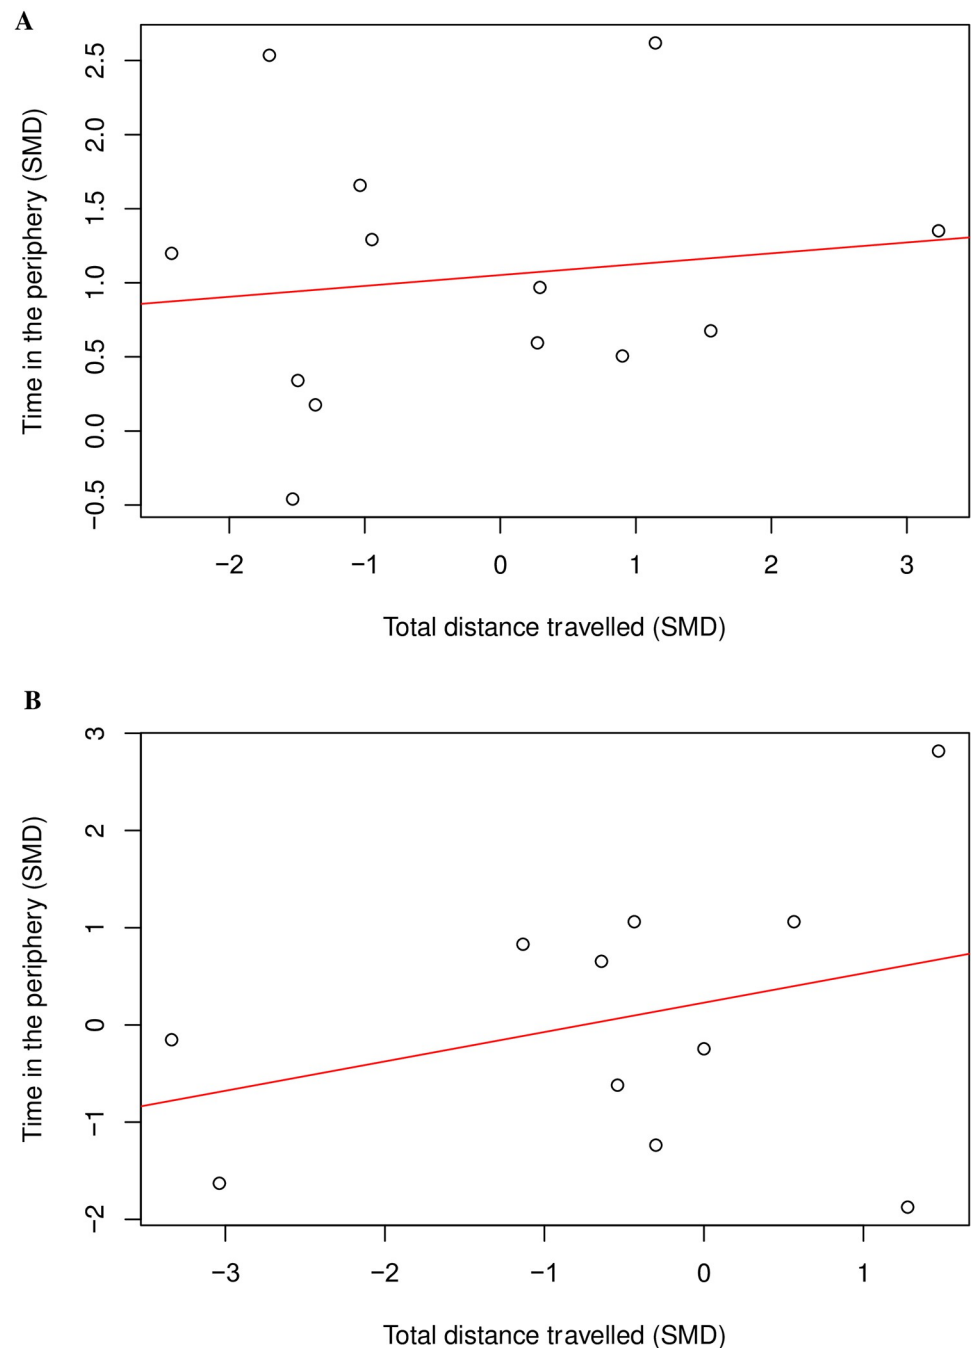 A
2.5
2.0
1.5
1.0
0.5
0.0
−0.5
Time in the periphery (SMD)
−2 −1 0 1 2 3
Total distance travelled (SMD)
B
3
2
1
0
−1
−2
Time in the periphery (SMD)
−3 −2 −1 0 1
Total distance travelled (SMD)